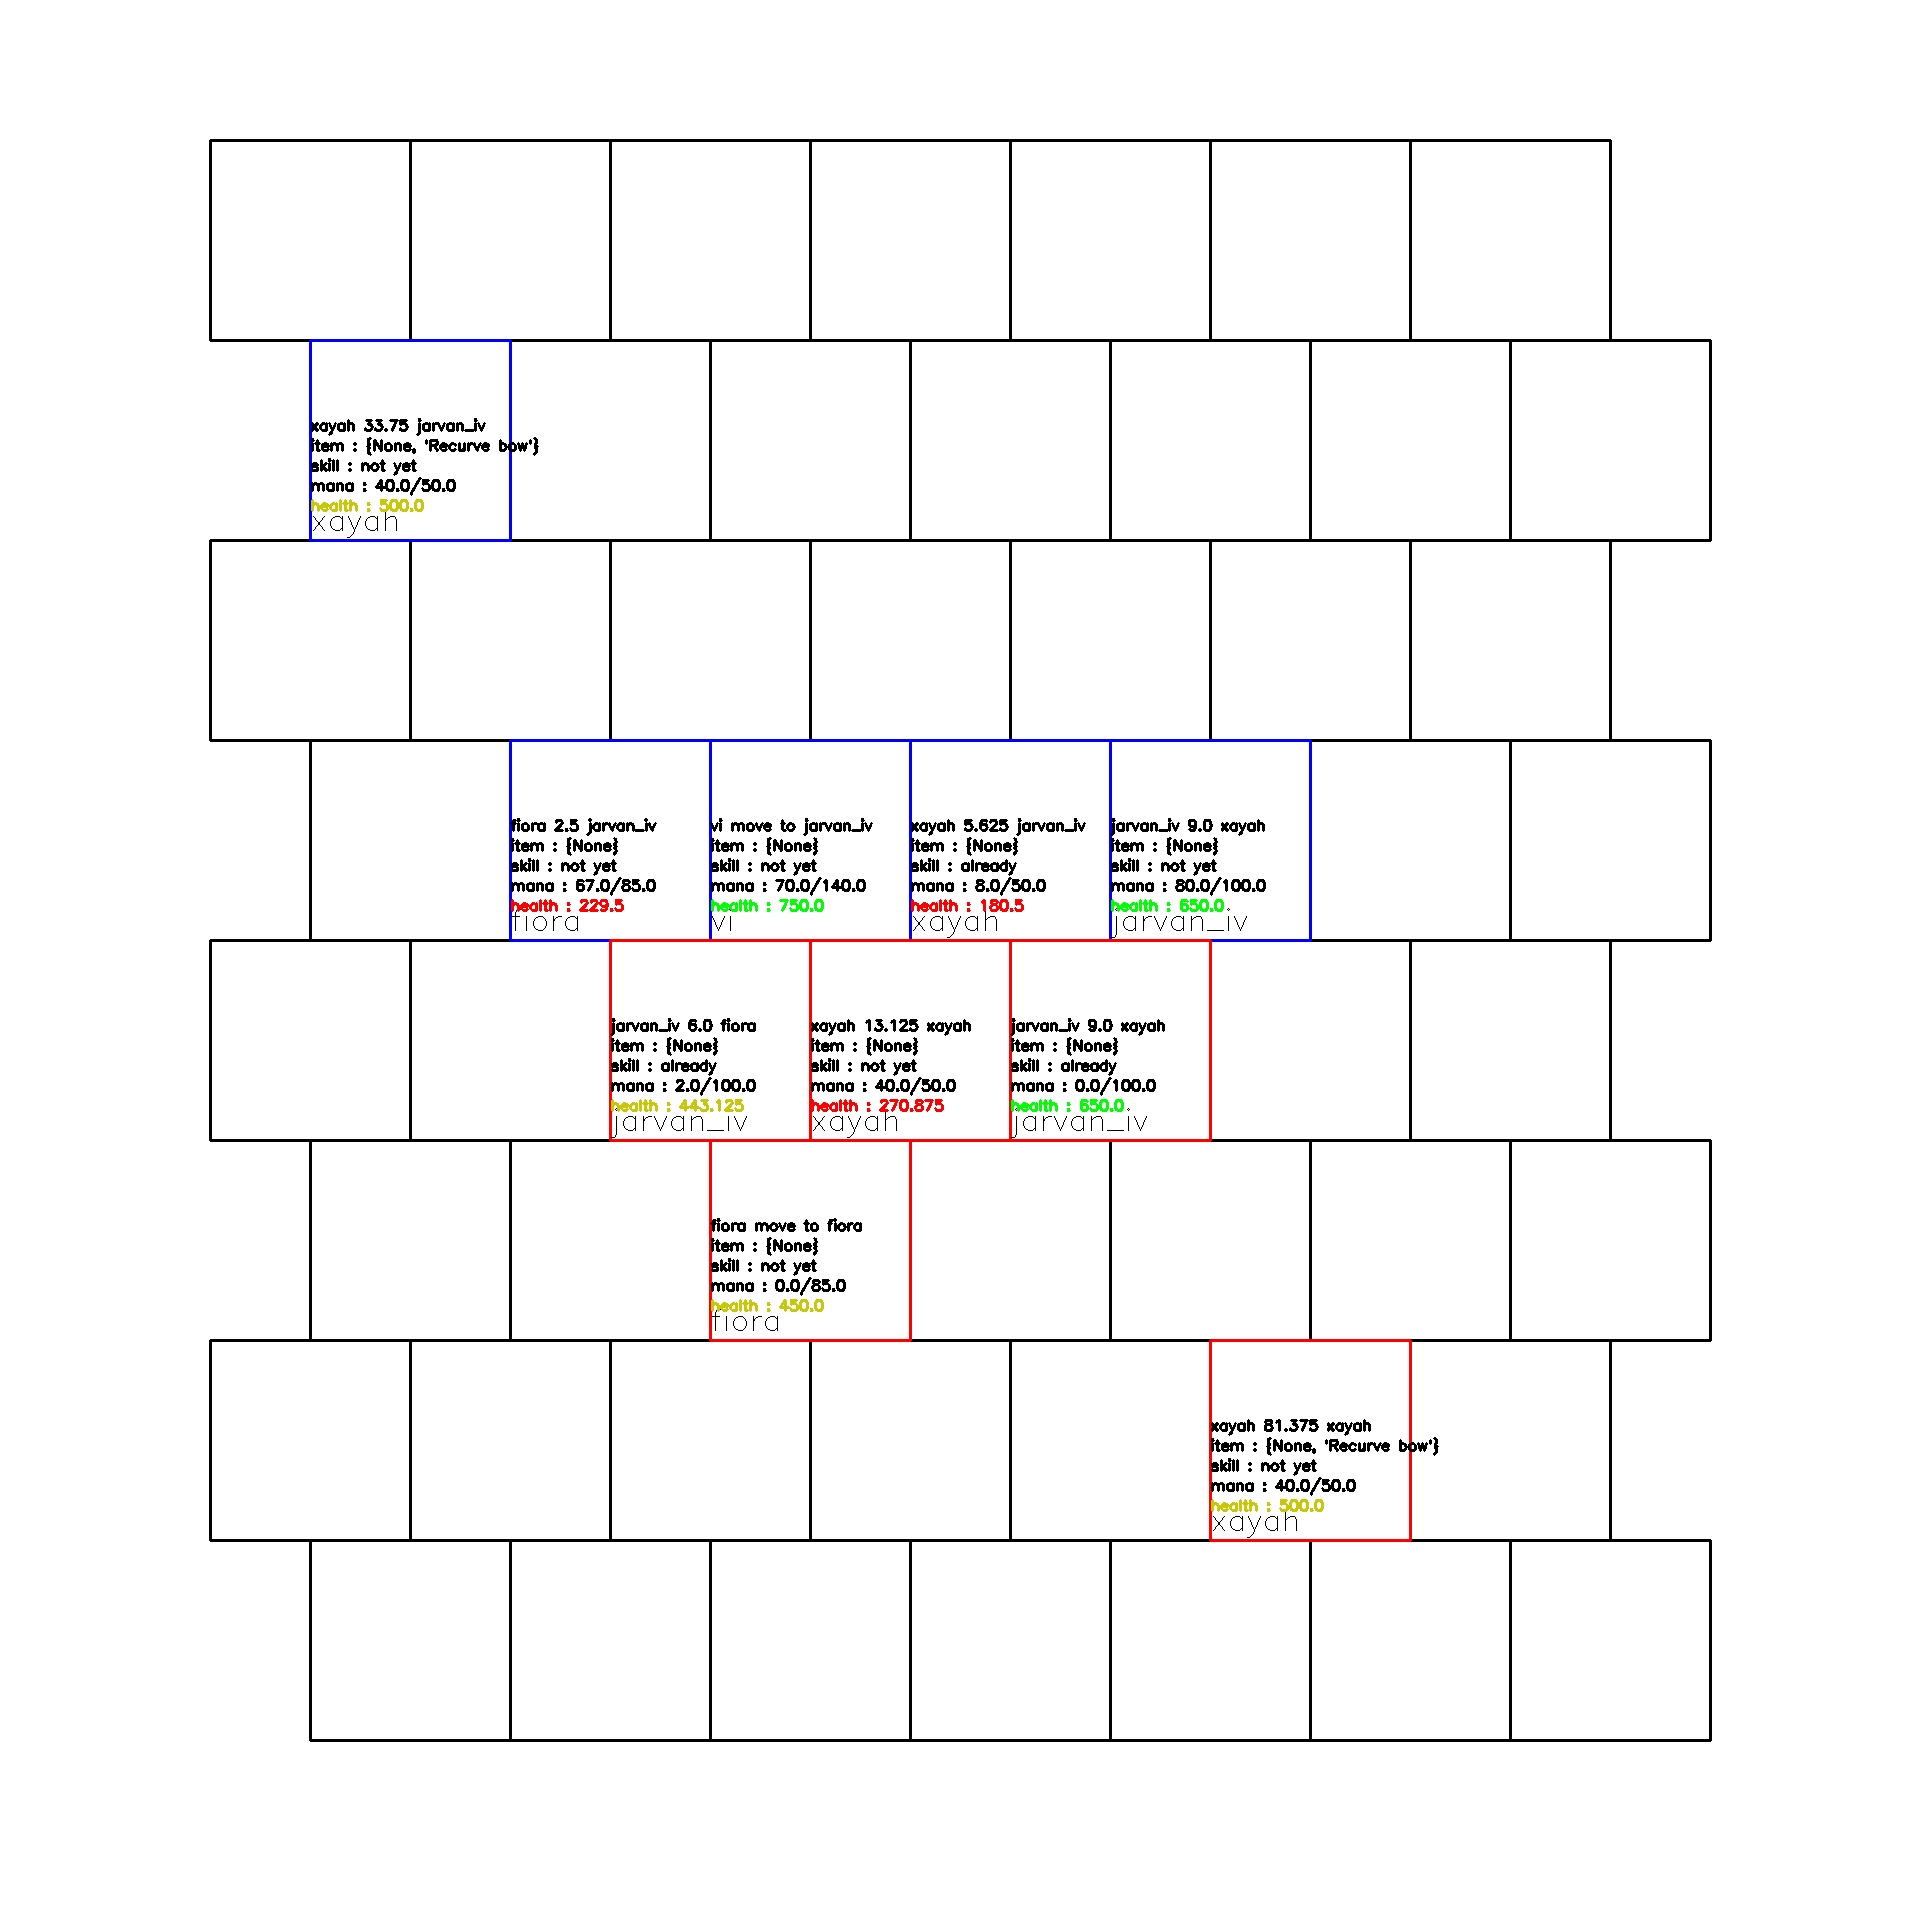 xayah 33.75 jarvan_iv
item : {None, 'Recurve bow'}
skill : not yet
mana : 40.0/50.0
health : 500.0
xayah
fiora 2.5 jarvan_iv
item : {None}
skill : not yet
mana : 67.0/85.0
health : 229.5
fiora
vi move to jarvan_iv
item : {None}
skill : not yet
mana : 70.0/140.0
health : 750.0
vi
xayah 5.625 jarvan_iv
item : {None}
skill : already
mana : 8.0/50.0
health : 180.5
xayah
jarvan_iv 9.0 xayah
item : {None}
skill : not yet
mana : 80.0/100.0
health : 650.0
jarvan_iv
jarvan_iv 6.0 fiora
item : {None}
skill : already
mana : 2.0/100.0
health : 443.125
jarvan_iv
xayah 13.125 xayah
item : {None}
skill : not yet
mana : 40.0/50.0
health : 270.875
xayah
jarvan_iv 9.0 xayah
item : {None}
skill : already
mana : 0.0/100.0
health : 650.0
jarvan_iv
fiora move to fiora
item : {None}
skill : not yet
mana : 0.0/85.0
health : 450.0
fiora
xayah 81.375 xayah
item : {None, 'Recurve bow'}
skill : not yet
mana : 40.0/50.0
health : 500.0
xayah